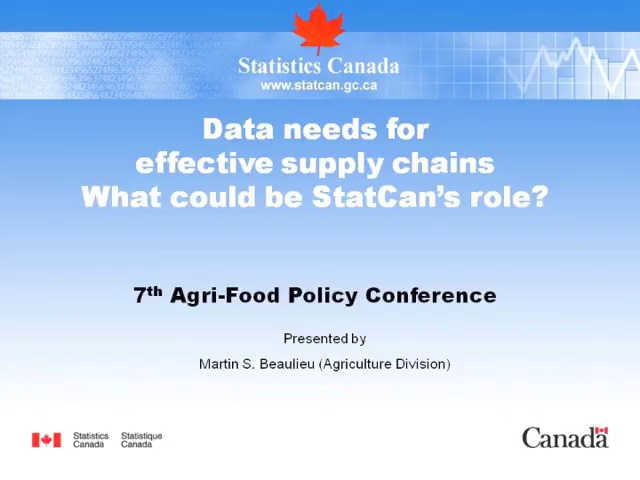 Statistics Canada
www.statcan.gc.ca
Data needs for
effective supply chains
What could be StatCan's role?
7th Agri-Food Policy Conference
Presented by
Martin S. Beaulieu (Agriculture Division)
Statistics Statistique
Canada Canada
Canada